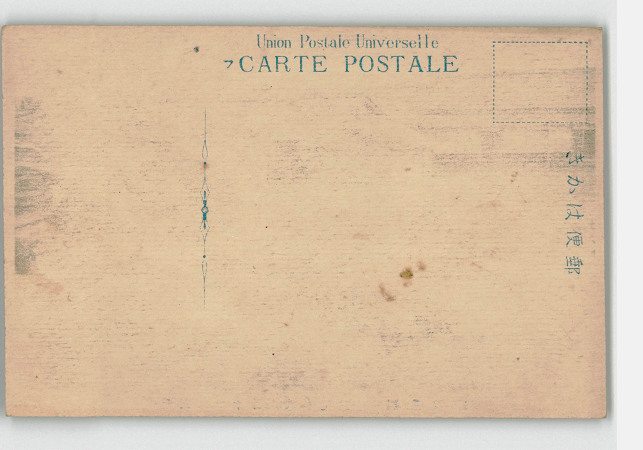 Union Postale Universelle
CARTE POSTALE
郵便はかき